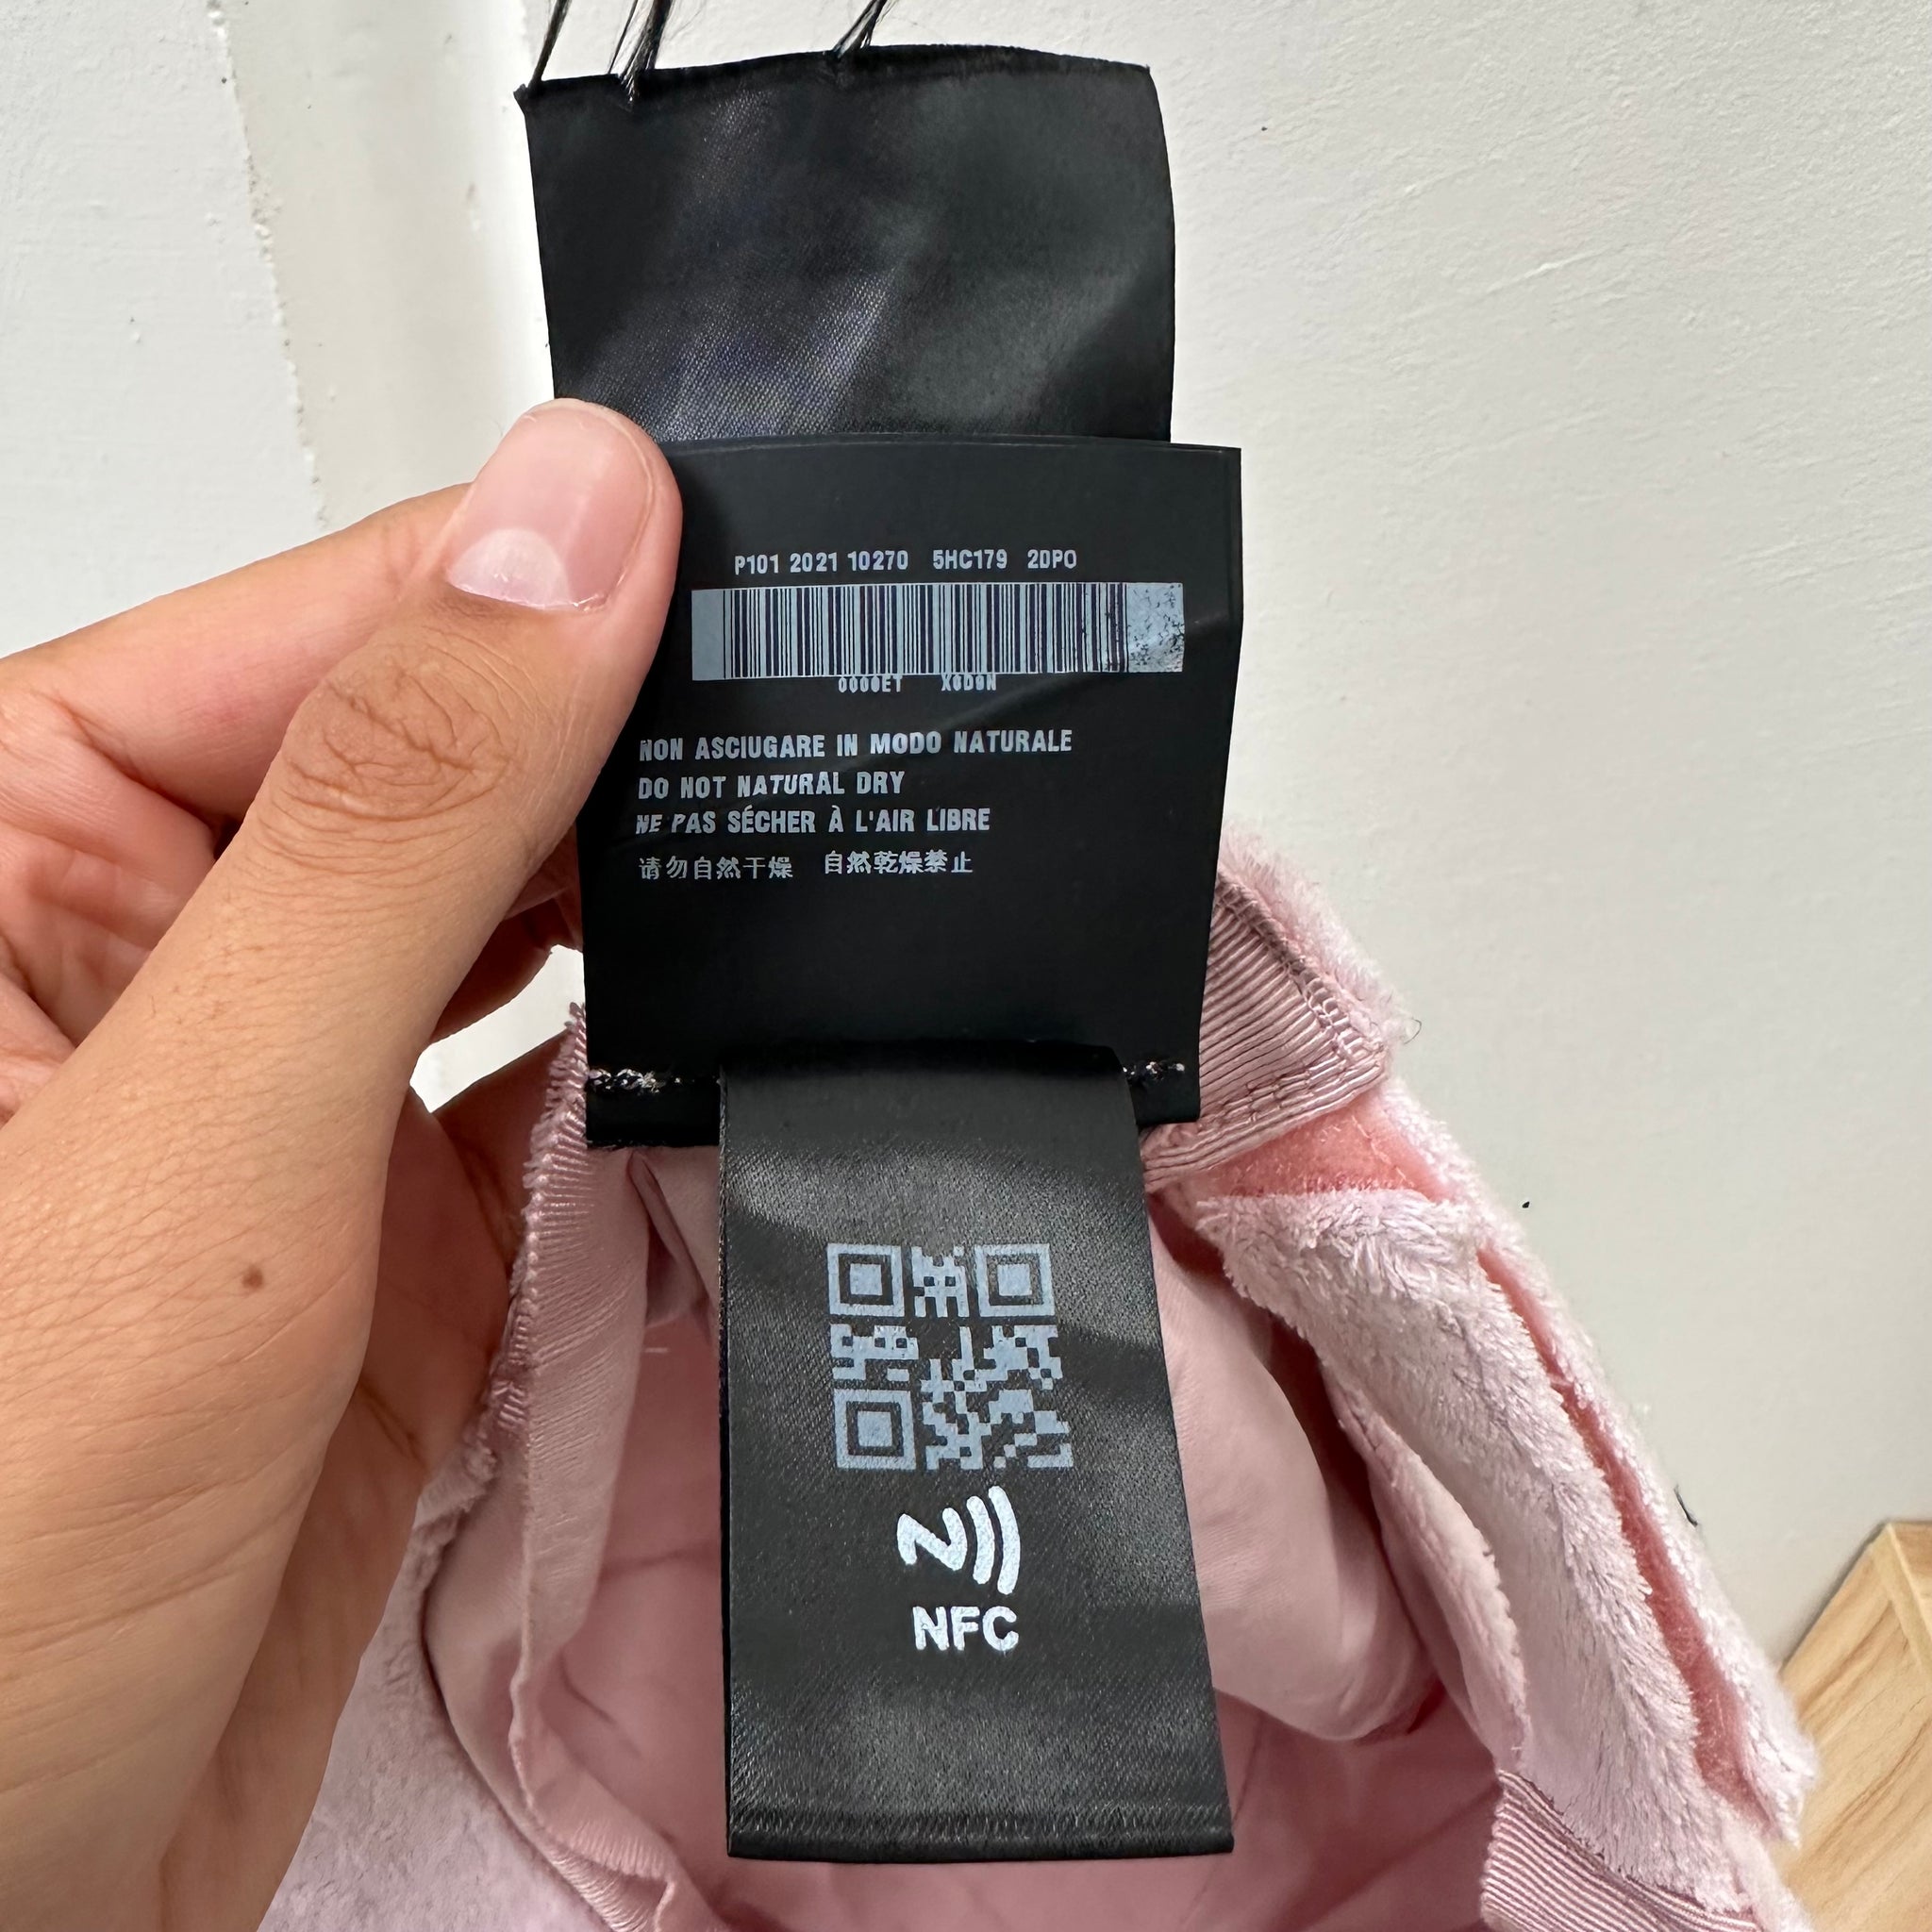 P101 2021 10270 5HC179 2DPO
0000ET X6D9N
NON ASCIUGARE IN MODO NATURALE
DO NOT NATURAL DRY
NE PAS SÉCHER À L'AIR LIBRE
请勿自然干燥 自然乾燥禁止
NFC